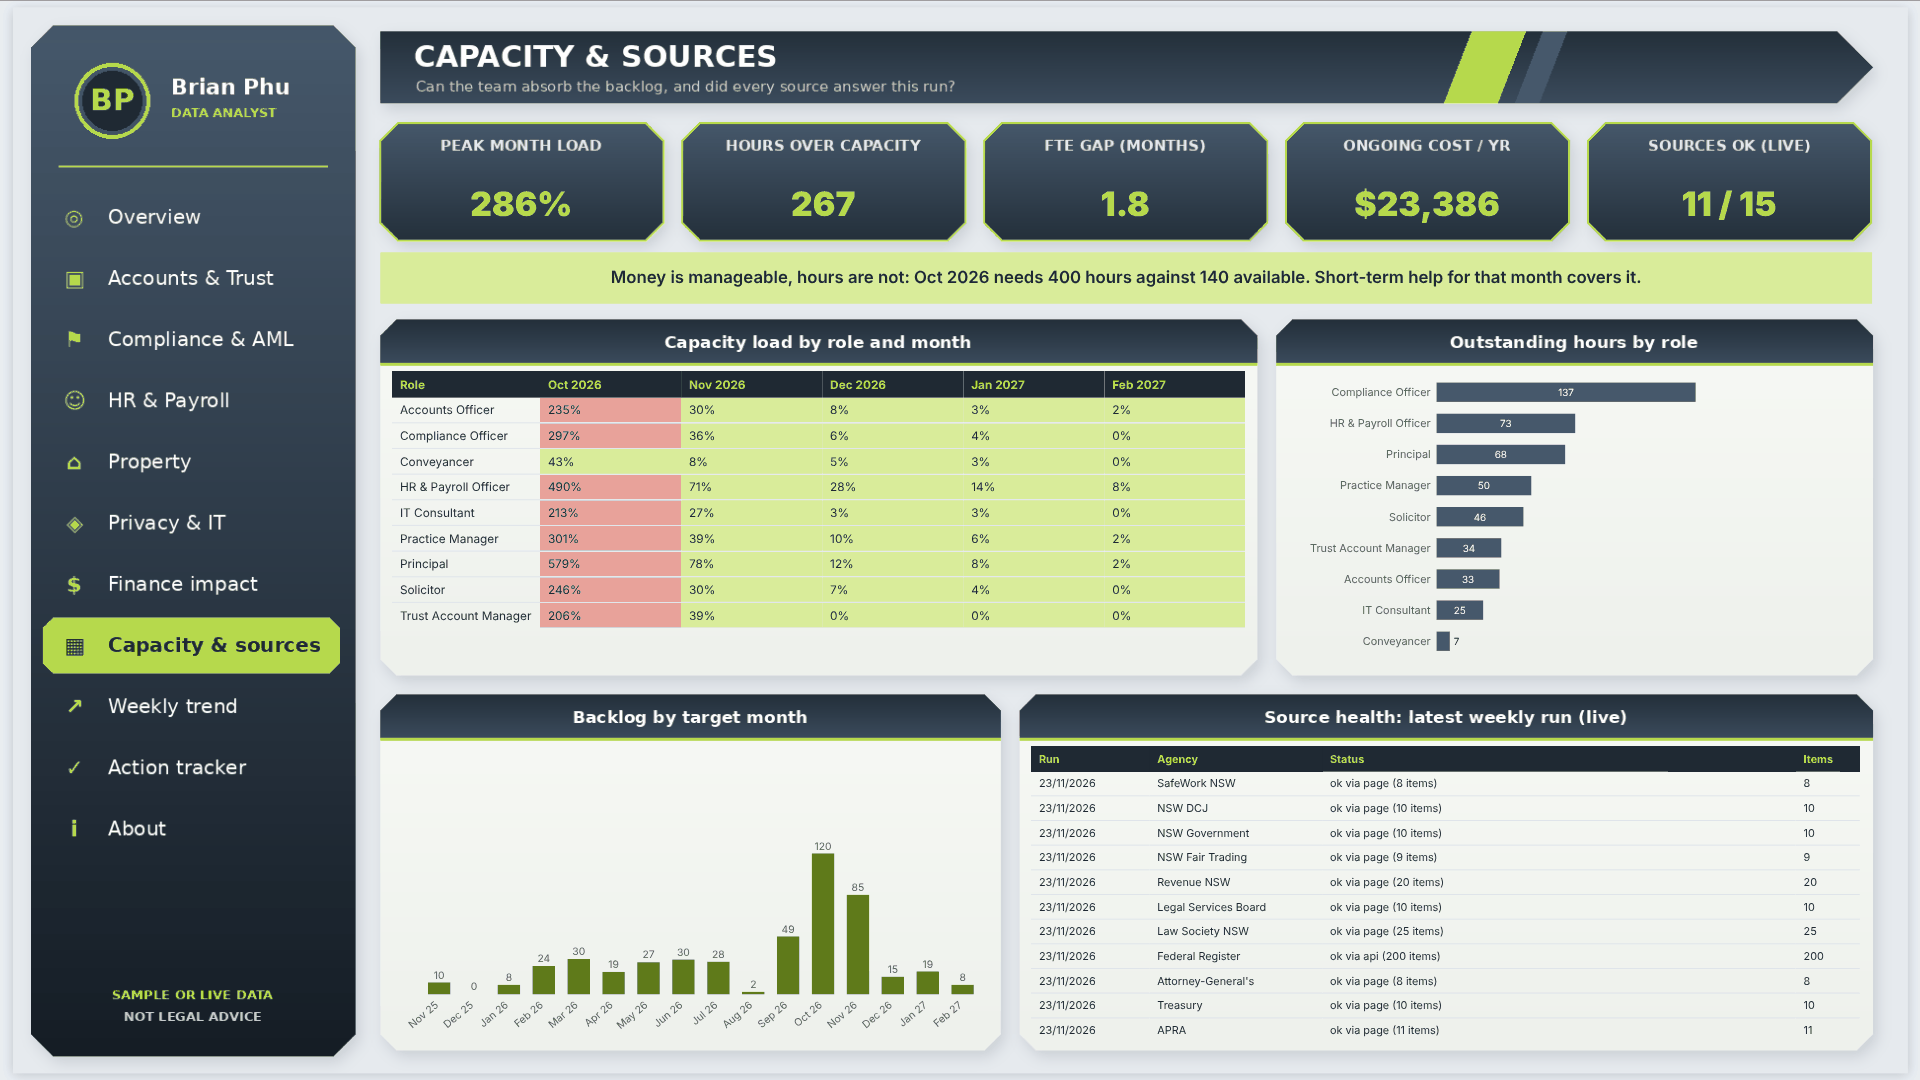 BP
Brian Phu
DATA ANALYST
Overview
Accounts & Trust
Compliance & AML
HR & Payroll
Property
Privacy & IT
$ Finance impact
Capacity & sources
Weekly trend
Action tracker
i About
SAMPLE OR LIVE DATA
NOT LEGAL ADVICE
CAPACITY & SOURCES
Can the team absorb the backlog, and did every source answer this run?
PEAK MONTH LOAD
286%
HOURS OVER CAPACITY
267
FTE GAP (MONTHS)
1.8
ONGOING COST / YR
$23,386
SOURCES OK (LIVE)
11 / 15
Money is manageable, hours are not: Oct 2026 needs 400 hours against 140 available. Short-term help for that month covers it.
Capacity load by role and month
Role Oct 2026 Nov 2026 Dec 2026 Jan 2027 Feb 2027
Accounts Officer 235% 30% 8% 3% 2%
Compliance Officer 297% 36% 6% 4% 0%
Conveyancer 43% 8% 5% 3% 0%
HR & Payroll Officer 490% 71% 28% 14% 8%
IT Consultant 213% 27% 3% 3% 0%
Practice Manager 301% 39% 10% 6% 2%
Principal 579% 78% 12% 8% 2%
Solicitor 246% 30% 7% 4% 0%
Trust Account Manager 206% 39% 0% 0% 0%
Outstanding hours by role
Compliance Officer 137
HR & Payroll Officer 73
Principal 68
Practice Manager 50
Solicitor 46
Trust Account Manager 34
Accounts Officer 33
IT Consultant 25
Conveyancer 7
Backlog by target month
10 0 8 24 30 19 27 30 28 2 49 120 85 15 19 8
Nov 25 Dec 25 Jan 26 Feb 26 Mar 26 Apr 26 May 26 Jun 26 Jul 26 Aug 26 Sep 26 Oct 26 Nov 26 Dec 26 Jan 27 Feb 27
Source health: latest weekly run (live)
Run Agency Status Items
23/11/2026 SafeWork NSW ok via page (8 items) 8
23/11/2026 NSW DCJ ok via page (10 items) 10
23/11/2026 NSW Government ok via page (10 items) 10
23/11/2026 NSW Fair Trading ok via page (9 items) 9
23/11/2026 Revenue NSW ok via page (20 items) 20
23/11/2026 Legal Services Board ok via page (10 items) 10
23/11/2026 Law Society NSW ok via page (25 items) 25
23/11/2026 Federal Register ok via api (200 items) 200
23/11/2026 Attorney-General's ok via page (8 items) 8
23/11/2026 Treasury ok via page (10 items) 10
23/11/2026 APRA ok via page (11 items) 11